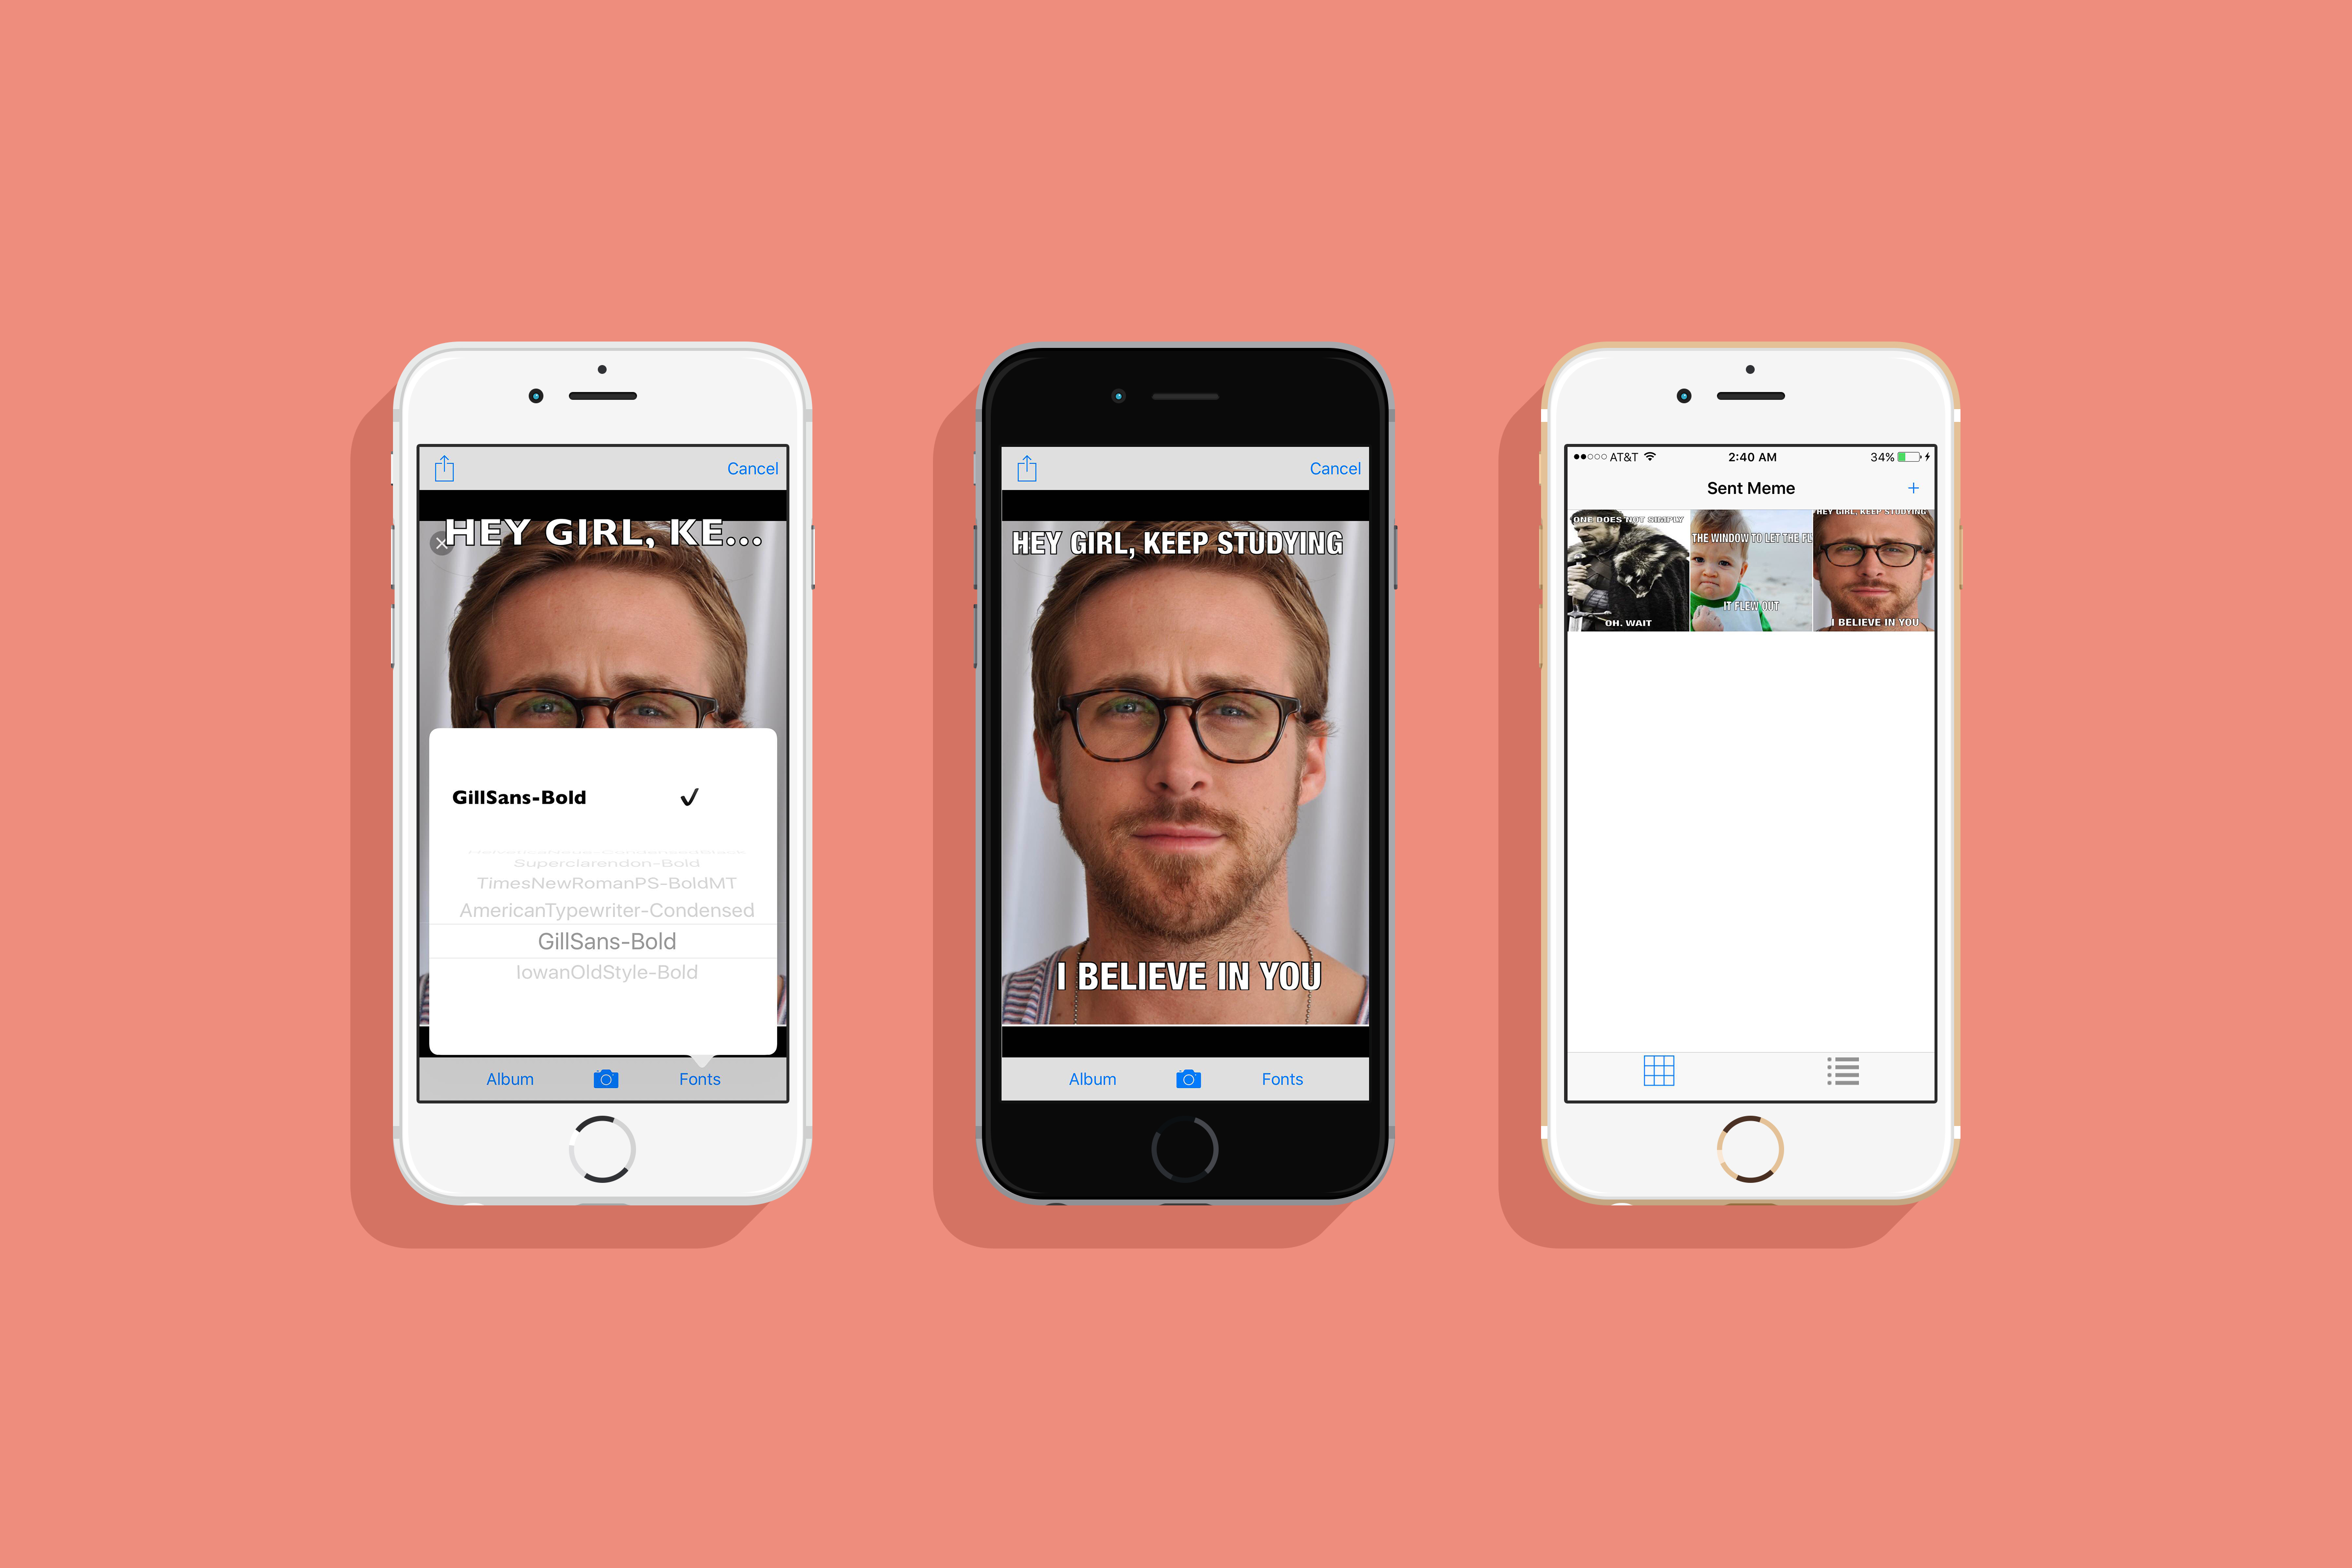 Cancel
HEY GIRL, KE...
GillSans-Bold
Superclarendon-Bold
TimesNewRomanPS-BoldMT
AmericanTypewriter-Condensed
GillSans-Bold
IowanOldStyle-Bold
Album
Fonts
Cancel
HEY GIRL, KEEP STUDYING
I BELIEVE IN YOU
Album
Fonts
AT&T
2:40 AM
34%
Sent Meme
+
ONE DOES NOT SIMPLY
OH, WAIT
THE WINDOW TO LET THE FL
IT FLEW OUT
HEY GIRL, KEEP STUDYING
I BELIEVE IN YOU